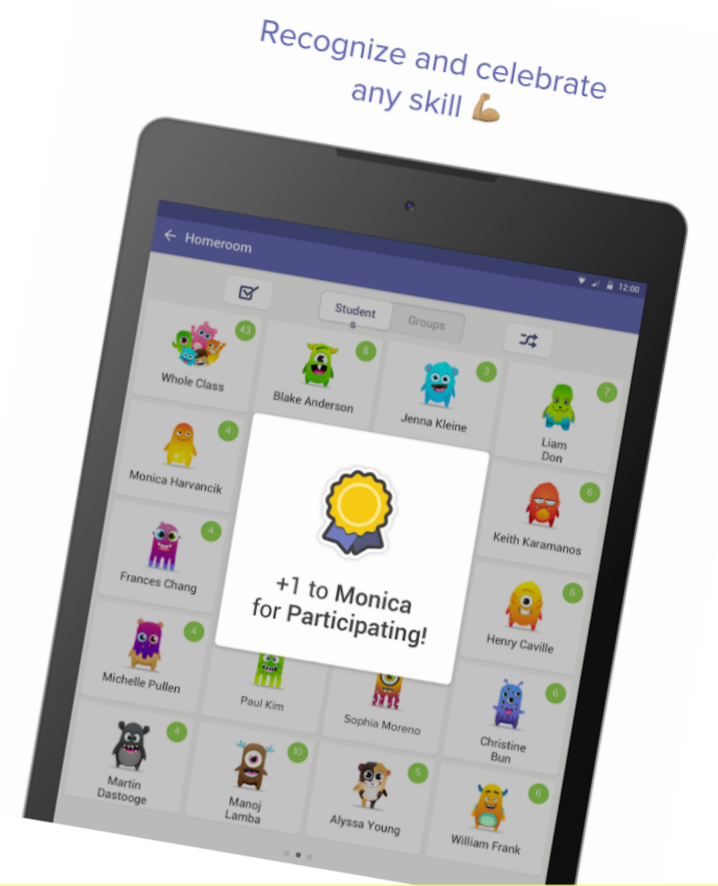 Recognize and celebrate
any skill 💪🏽
Homeroom
12:00
Student
s
Groups
43
Whole Class
8
Blake Anderson
3
Jenna Kleine
7
Liam
Don
4
Monica Harvancik
6
Keith Karamanos
4
Frances Chang
6
Henry Caville
+1 to Monica
for Participating!
4
Michelle Pullen
Paul Kim
Sophia Moreno
6
Christine
Bun
4
Martin
Dastooge
10
Manoj
Lamba
5
Alyssa Young
6
William Frank